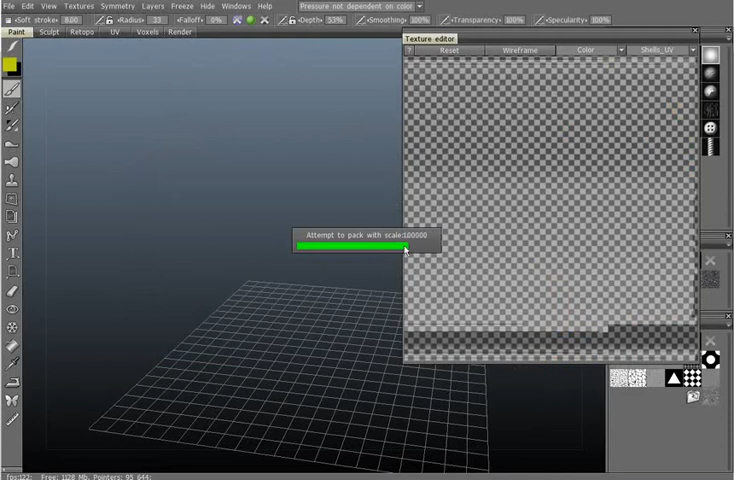 File Edit View Textures Symmetry Layers Freeze Hide Windows Help Pressure not dependent on color
Soft stroke 8.00 Radius: 33 Falloff: 0% Depth: 53% Smoothing: 100% Transparency: 100% Specularity: 100%
Paint Sculpt Retopo UV Voxels Render
Texture editor
? Reset Wireframe Color Shells_UV
Attempt to pack with scale:100000
fps:122; Free: 1128 Mb, Pointers: 95 644;